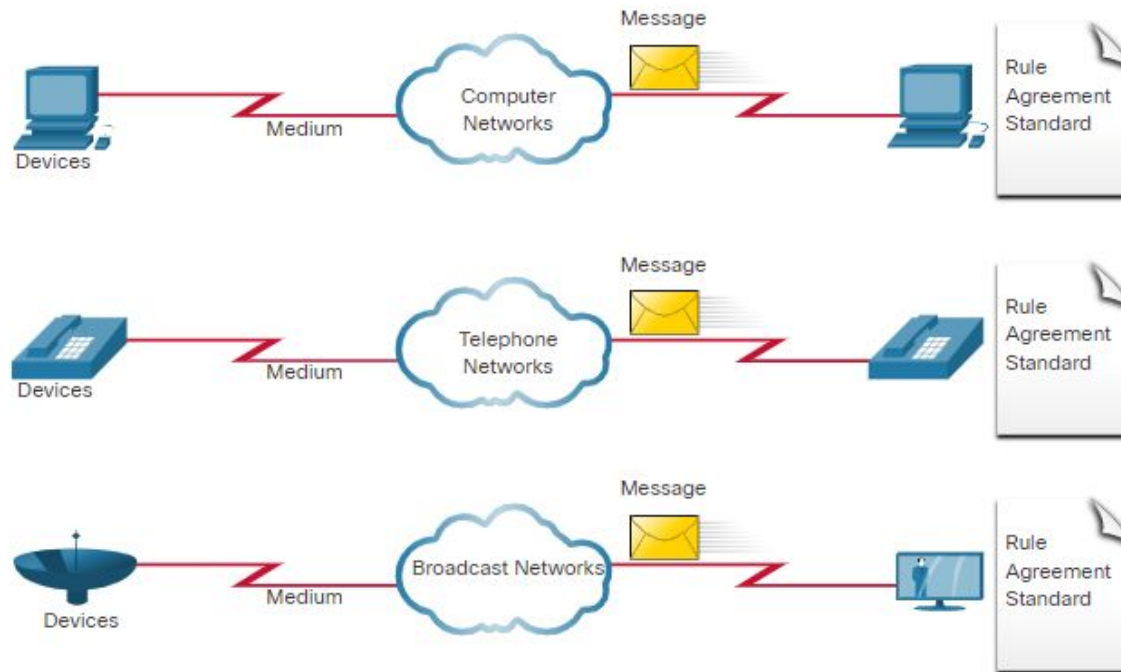 Message
Computer
Networks
Medium
Devices
Rule
Agreement
Standard
Message
Telephone
Networks
Medium
Devices
Rule
Agreement
Standard
Message
Broadcast Networks
Medium
Devices
Rule
Agreement
Standard